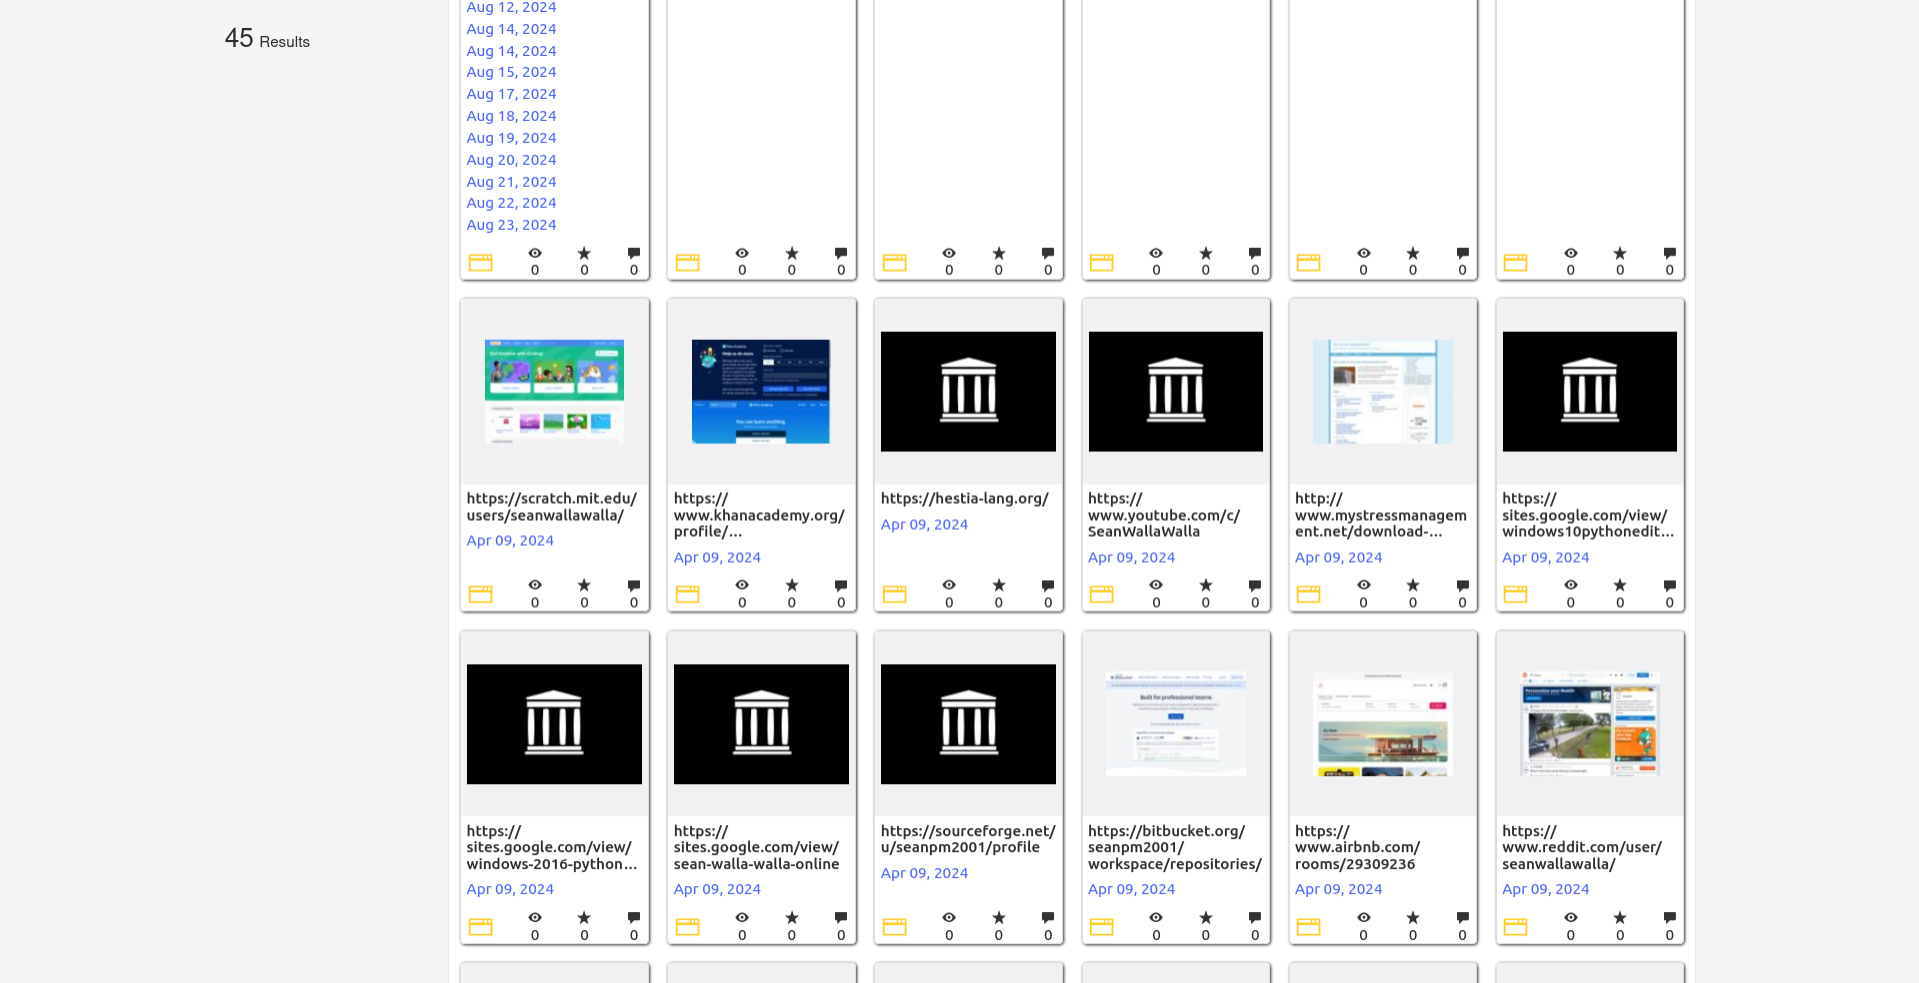 45 Results
Aug 12, 2024
Aug 14, 2024
Aug 14, 2024
Aug 15, 2024
Aug 17, 2024
Aug 18, 2024
Aug 19, 2024
Aug 20, 2024
Aug 21, 2024
Aug 22, 2024
Aug 23, 2024
0 0 0
0 0 0
0 0 0
0 0 0
0 0 0
0 0 0
https://scratch.mit.edu/
users/seanwallawalla/
Apr 09, 2024
0 0 0
You can learn anything
https://
www.khanacademy.org/
profile/...
Apr 09, 2024
0 0 0
https://hestia-lang.org/
Apr 09, 2024
0 0 0
https://
www.youtube.com/c/
SeanWallaWalla
Apr 09, 2024
0 0 0
http://
www.mystressmanagem
ent.net/download-...
Apr 09, 2024
0 0 0
https://
sites.google.com/view/
windows10pythonedit...
Apr 09, 2024
0 0 0
https://
sites.google.com/view/
windows-2016-python...
Apr 09, 2024
0 0 0
https://
sites.google.com/view/
sean-walla-walla-online
Apr 09, 2024
0 0 0
https://sourceforge.net/
u/seanpm2001/profile
Apr 09, 2024
0 0 0
Built for professional teams
https://bitbucket.org/
seanpm2001/
workspace/repositories/
Apr 09, 2024
0 0 0
https://
www.airbnb.com/
rooms/29309236
Apr 09, 2024
0 0 0
https://
www.reddit.com/user/
seanwallawalla/
Apr 09, 2024
0 0 0